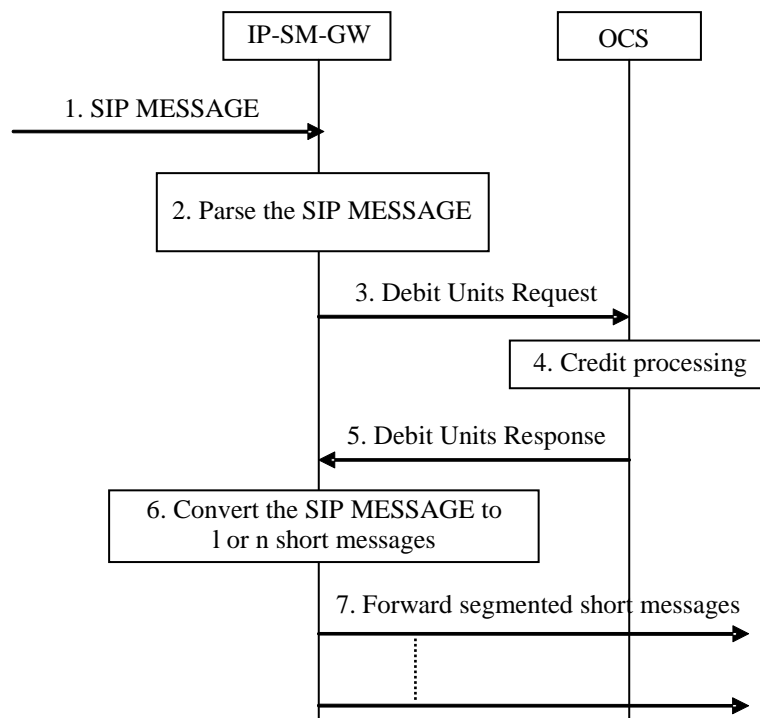 IP-SM-GW
OCS
1. SIP MESSAGE
2. Parse the SIP MESSAGE
3. Debit Units Request
4. Credit processing
5. Debit Units Response
6. Convert the SIP MESSAGE to
l or n short messages
7. Forward segmented short messages